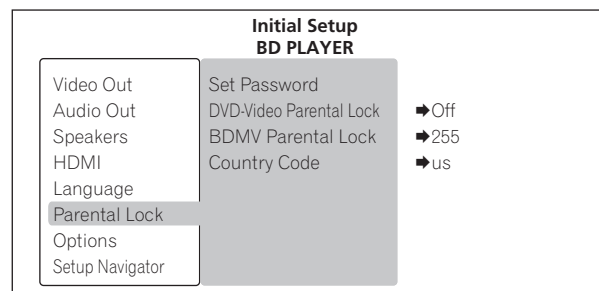 Initial Setup
BD PLAYER
Video Out
Audio Out
Speakers
HDMI
Language
Parental Lock
Options
Setup Navigator
Set Password
DVD-Video Parental Lock ➡Off
BDMV Parental Lock ➡255
Country Code ➡us